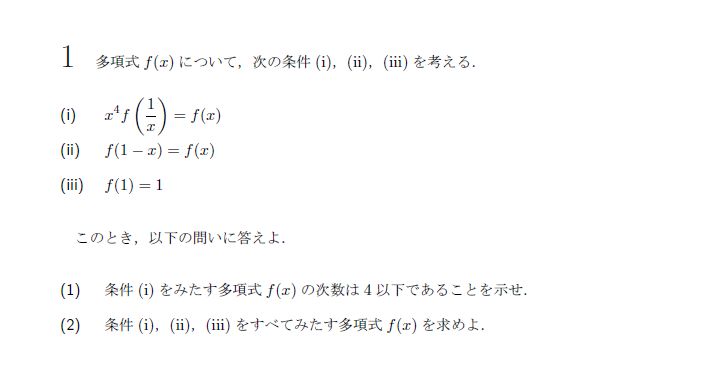 1 多項式 f(x) について，次の条件 (i)，(ii)，(iii) を考える．
(i) x⁴f(1/x) = f(x)
(ii) f(1 − x) = f(x)
(iii) f(1) = 1
このとき，以下の問いに答えよ．
(1) 条件 (i) をみたす多項式 f(x) の次数は 4 以下であることを示せ．
(2) 条件 (i)，(ii)，(iii) をすべてみたす多項式 f(x) を求めよ．